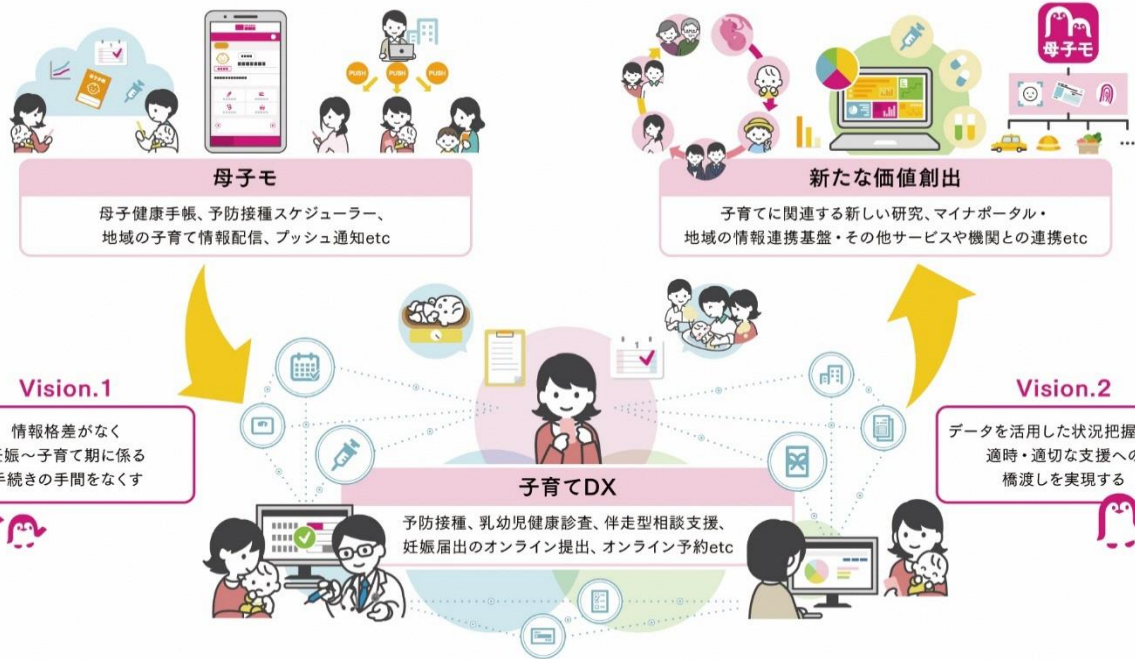 母子手帳
PUSH
PUSH
PUSH
母子モ
母子モ
母子健康手帳、予防接種スケジューラー、
地域の子育て情報配信、プッシュ通知etc
新たな価値創出
子育てに関連する新しい研究、マイナポータル・
地域の情報連携基盤・その他サービスや機関との連携etc
Vision.1
情報格差がなく
娠〜子育て期に係る
続きの手間をなくす
Vision.2
データを活用した状況把握
適時・適切な支援への
橋渡しを実現する
子育てDX
予防接種、乳幼児健康診査、伴走型相談支援、
妊娠届出のオンライン提出、オンライン予約etc